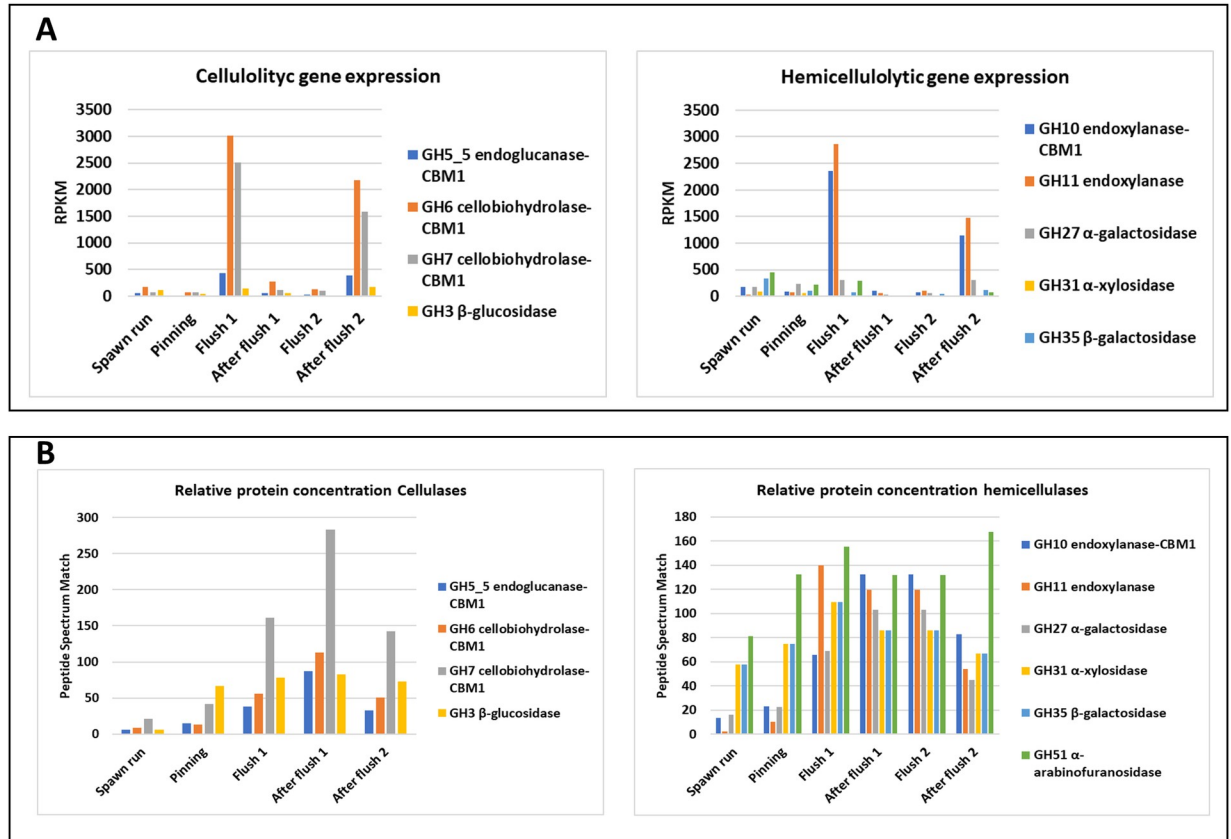 A
Cellulolityc gene expression
RPKM
3500
3000
2500
2000
1500
1000
500
0
Spawn run
Pinning
Flush 1
After flush 1
Flush 2
After flush 2
GH5_5 endoglucanase-
CBM1
GH6 cellobiohydrolase-
CBM1
GH7 cellobiohydrolase-
CBM1
GH3 β-glucosidase
Hemicellulolytic gene expression
RPKM
3500
3000
2500
2000
1500
1000
500
0
Spawn run
Pinning
Flush 1
After flush 1
Flush 2
After flush 2
GH10 endoxylanase-
CBM1
GH11 endoxylanase
GH27 α-galactosidase
GH31 α-xylosidase
GH35 β-galactosidase
B
Relative protein concentration Cellulases
Peptide Spectrum Match
300
250
200
150
100
50
0
Spawn run
Pinning
Flush 1
After flush 1
After flush 2
GH5_5 endoglucanase-
CBM1
GH6 cellobiohydrolase-
CBM1
GH7 cellobiohydrolase-
CBM1
GH3 β-glucosidase
Relative protein concentration hemicellulases
Peptide Spectrum Match
180
160
140
120
100
80
60
40
20
0
Spawn run
Pinning
Flush 1
After flush 1
Flush 2
After flush 2
GH10 endoxylanase-CBM1
GH11 endoxylanase
GH27 α-galactosidase
GH31 α-xylosidase
GH35 β-galactosidase
GH51 α-
arabinofuranosidase